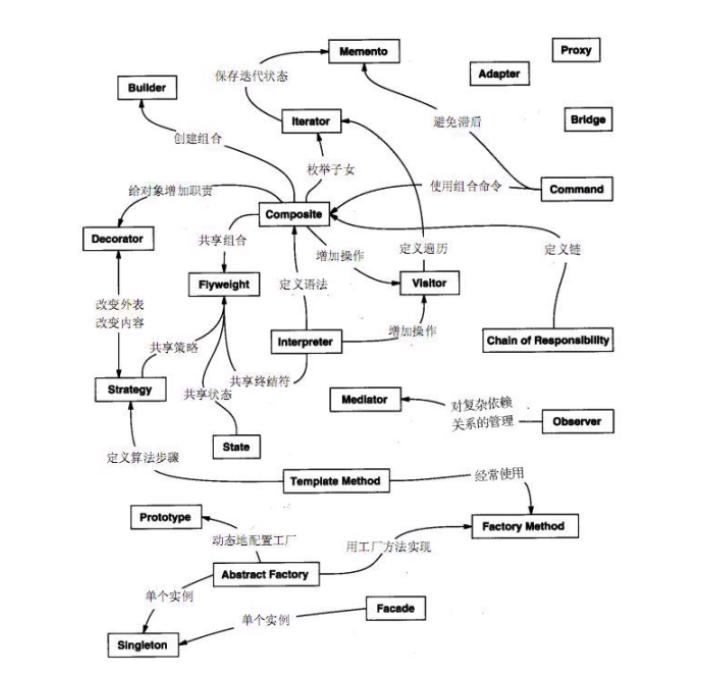 Memento
Proxy
Adapter
保存迭代状态
Builder
Iterator
避免滞后
Bridge
创建组合
枚举子女
给对象增加职责
使用组合命令
Command
Composite
Decorator
共享组合
增加操作
定义遍历
定义链
Flyweight
定义语法
Visitor
改变外表
改变内容
增加操作
共享策略
Interpreter
Chain of Responsibility
共享终结符
Strategy
共享状态
Mediator
对复杂依赖
关系的管理
Observer
State
定义算法步骤
Template Method
经常使用
Prototype
Factory Method
动态地配置工厂
用工厂方法实现
Abstract Factory
单个实例
Facade
单个实例
Singleton